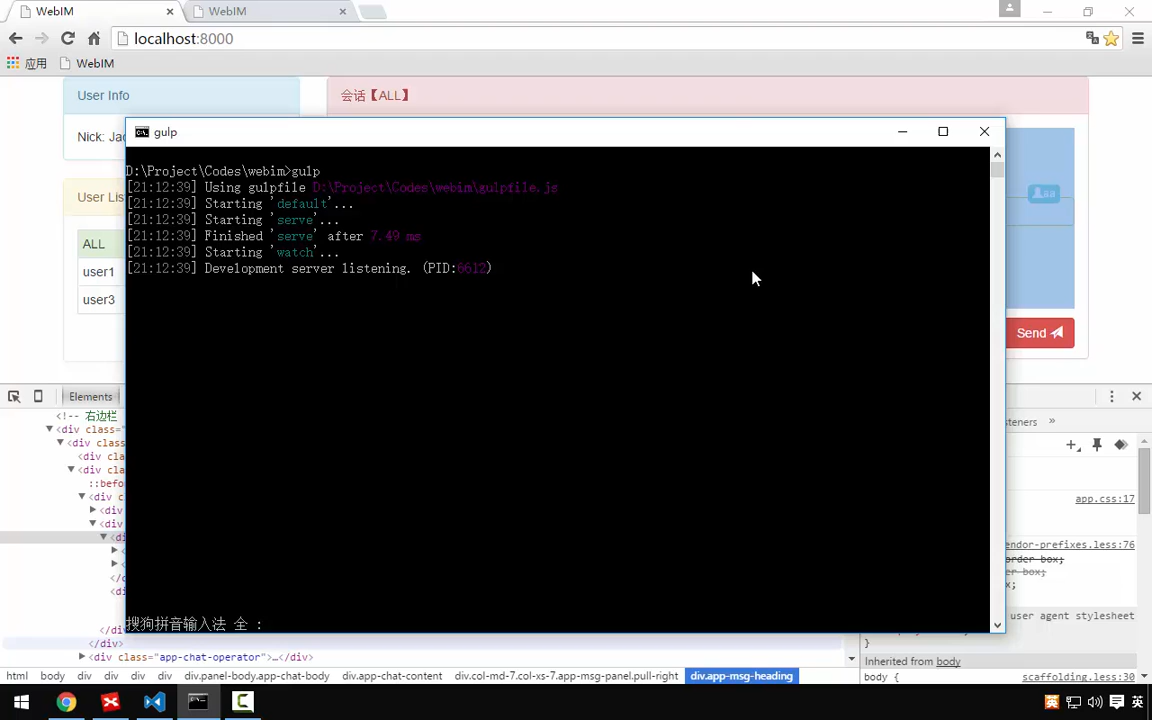 WebIM
WebIM
localhost:8000
应用
WebIM
User Info
会话【ALL】
gulp
D:\Project\Codes\webim>gulp
[21:12:39] Using gulpfile D:\Project\Codes\webim\gulpfile.js
[21:12:39] Starting 'default'...
[21:12:39] Starting 'serve'...
[21:12:39] Finished 'serve' after 7.49 ms
[21:12:39] Starting 'watch'...
[21:12:39] Development server listening. (PID:6612)
搜狗拼音输入法 全 :
Nick:
User
ALL
user1
user3
aa
Send
Elements
<!-- 右边栏
<div class=
<div class
<div cla
<div cla
::befo
<div c
<div
<div
</d
</div>
</div>
<div class="app-chat-operator">…</div>
»
app.css:17
endor-prefixes.less:76
order box;
box;
user agent stylesheet
}
Inherited from body
body {
scaffolding.less:30
html body div div div div div.panel-body.app-chat-body div.app-chat-content div.col-md-7.col-xs-7.app-msg-panel.pull-right div.app-msg-heading
英
英